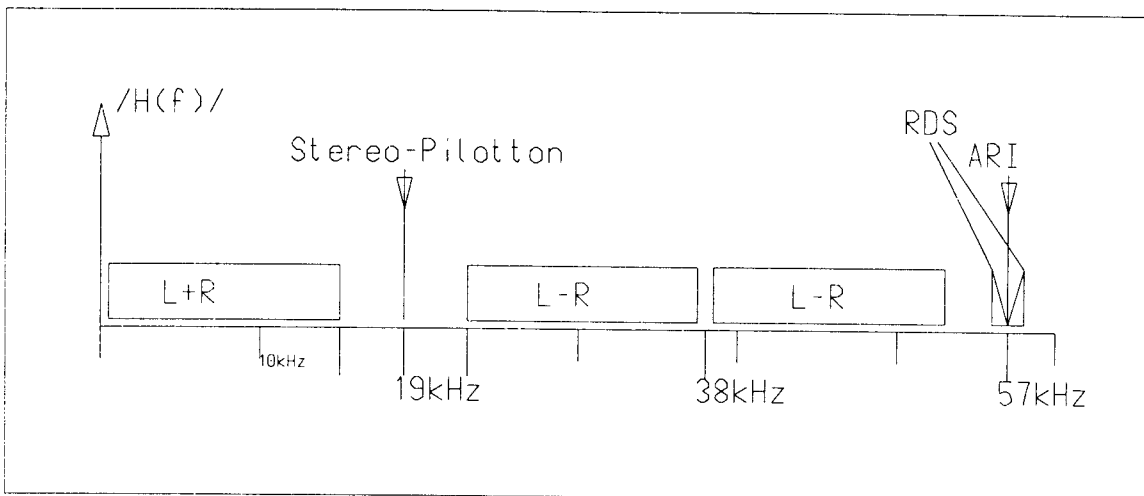 /H(f)/
RDS
Stereo-Pilotton
ARI
L+R
L-R
L-R
10kHz
19kHz
38kHz
57kHz